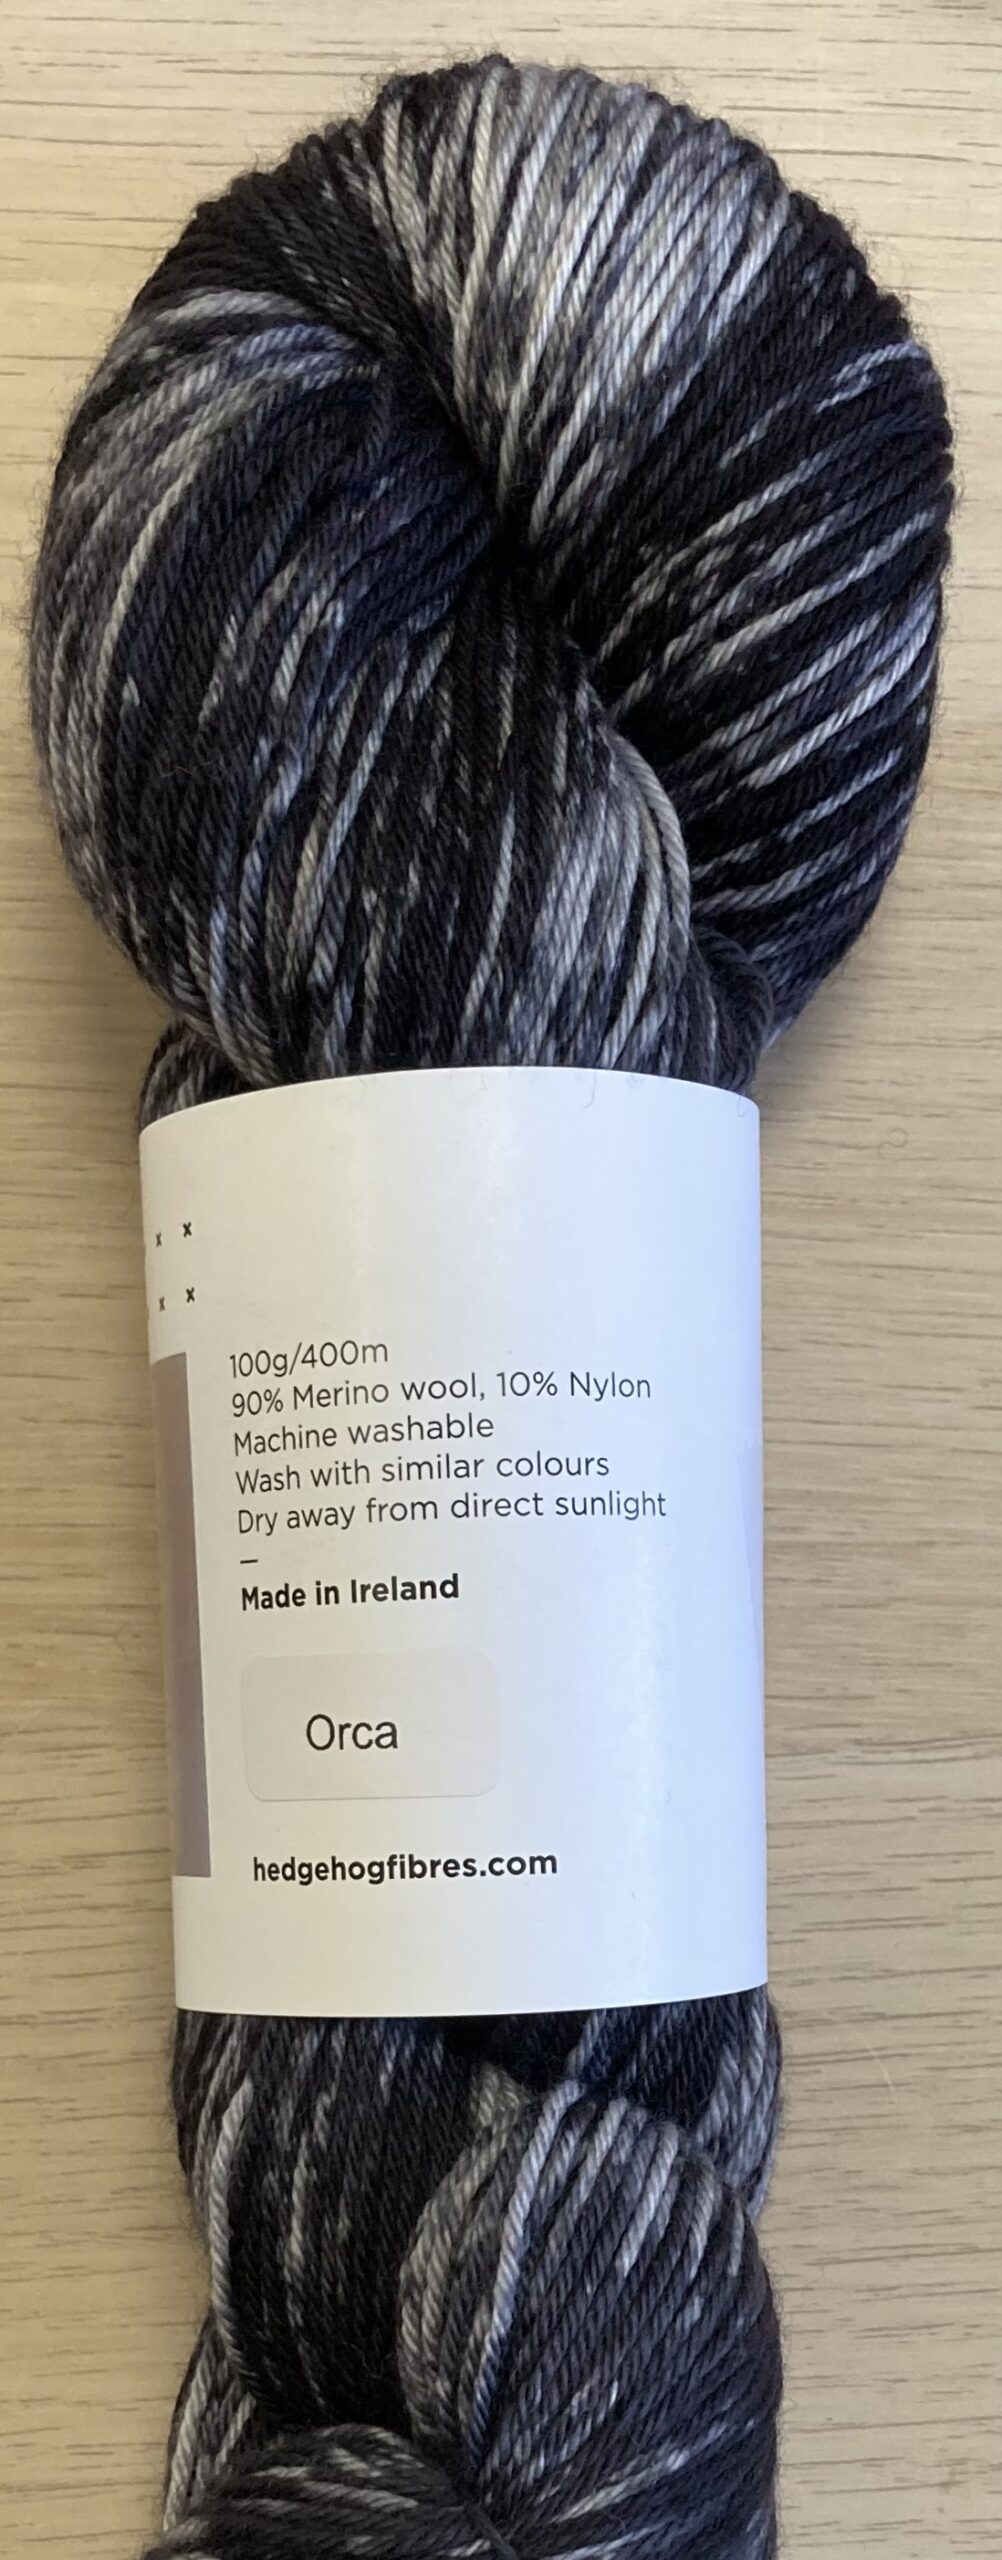 x x
x x
100g/400m
90% Merino wool, 10% Nylon
Machine washable
Wash with similar colours
Dry away from direct sunlight
–
Made in Ireland
Orca
hedgehogfibres.com